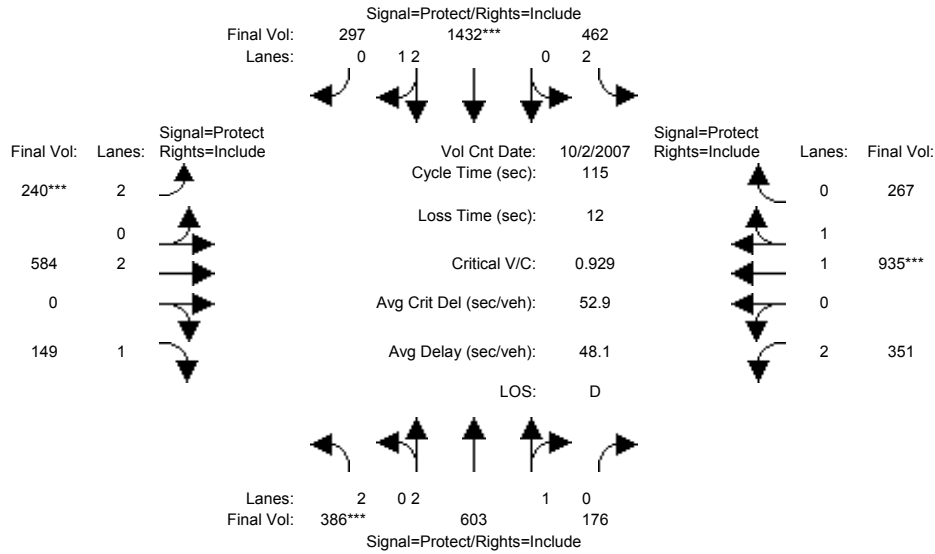 Signal=Protect/Rights=Include
Final Vol: 297 1432*** 462
Lanes: 0 1 2 0 2
Signal=Protect Signal=Protect
Final Vol: Lanes: Rights=Include Vol Cnt Date: 10/2/2007 Rights=Include Lanes: Final Vol:
Cycle Time (sec): 115
240*** 2 0 267
Loss Time (sec): 12
0 1
584 2 Critical V/C: 0.929 1 935***
0 Avg Crit Del (sec/veh): 52.9 0
149 1 Avg Delay (sec/veh): 48.1 2 351
LOS: D
Lanes: 2 0 2 1 0
Final Vol: 386*** 603 176
Signal=Protect/Rights=Include